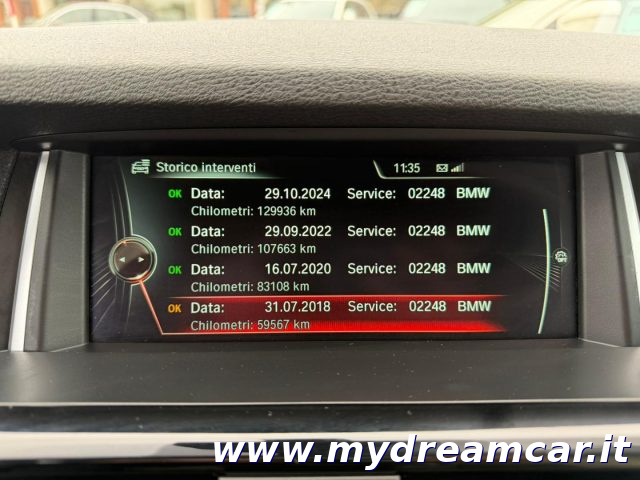 Storico interventi 11:35
OK Data: 29.10.2024 Service: 02248 BMW
Chilometri: 129936 km
OK Data: 29.09.2022 Service: 02248 BMW
Chilometri: 107663 km
OK Data: 16.07.2020 Service: 02248 BMW
Chilometri: 83108 km
OK Data: 31.07.2018 Service: 02248 BMW
Chilometri: 59567 km
www.mydreamcar.it